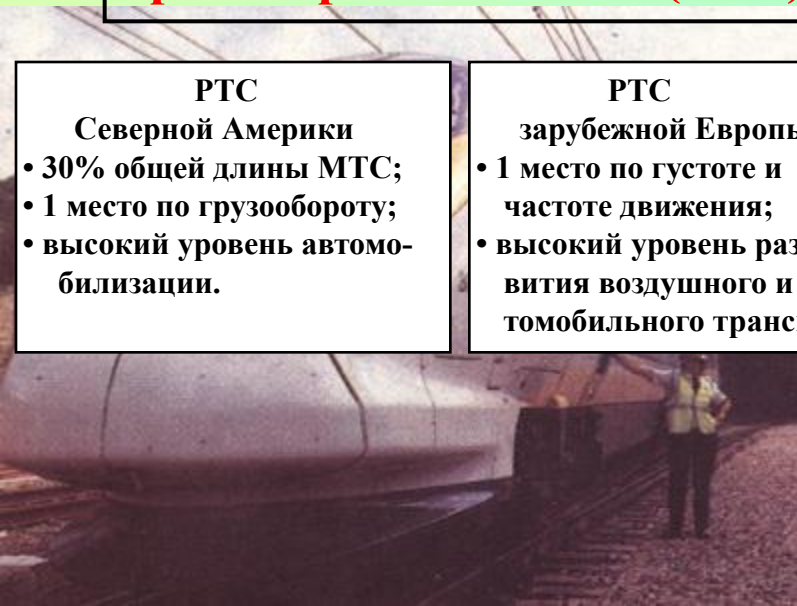 РТС
Северной Америки
• 30% общей длины МТС;
• 1 место по грузообороту;
• высокий уровень автомо-
билизации.
РТС
зарубежной Европы
• 1 место по густоте и
частоте движения;
• высокий уровень раз
вития воздушного и
томобильного транс